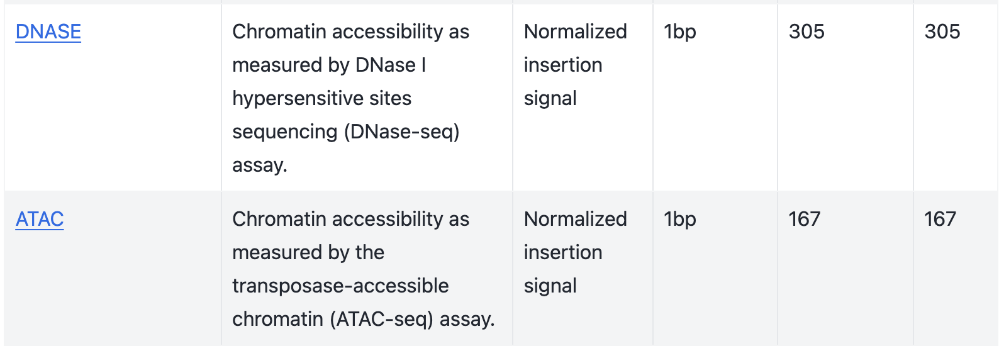 DNASE
Chromatin accessibility as
measured by DNase I
hypersensitive sites
sequencing (DNase-seq)
assay.
Normalized
insertion
signal
1bp
305
305
ATAC
Chromatin accessibility as
measured by the
transposase-accessible
chromatin (ATAC-seq) assay.
Normalized
insertion
signal
1bp
167
167